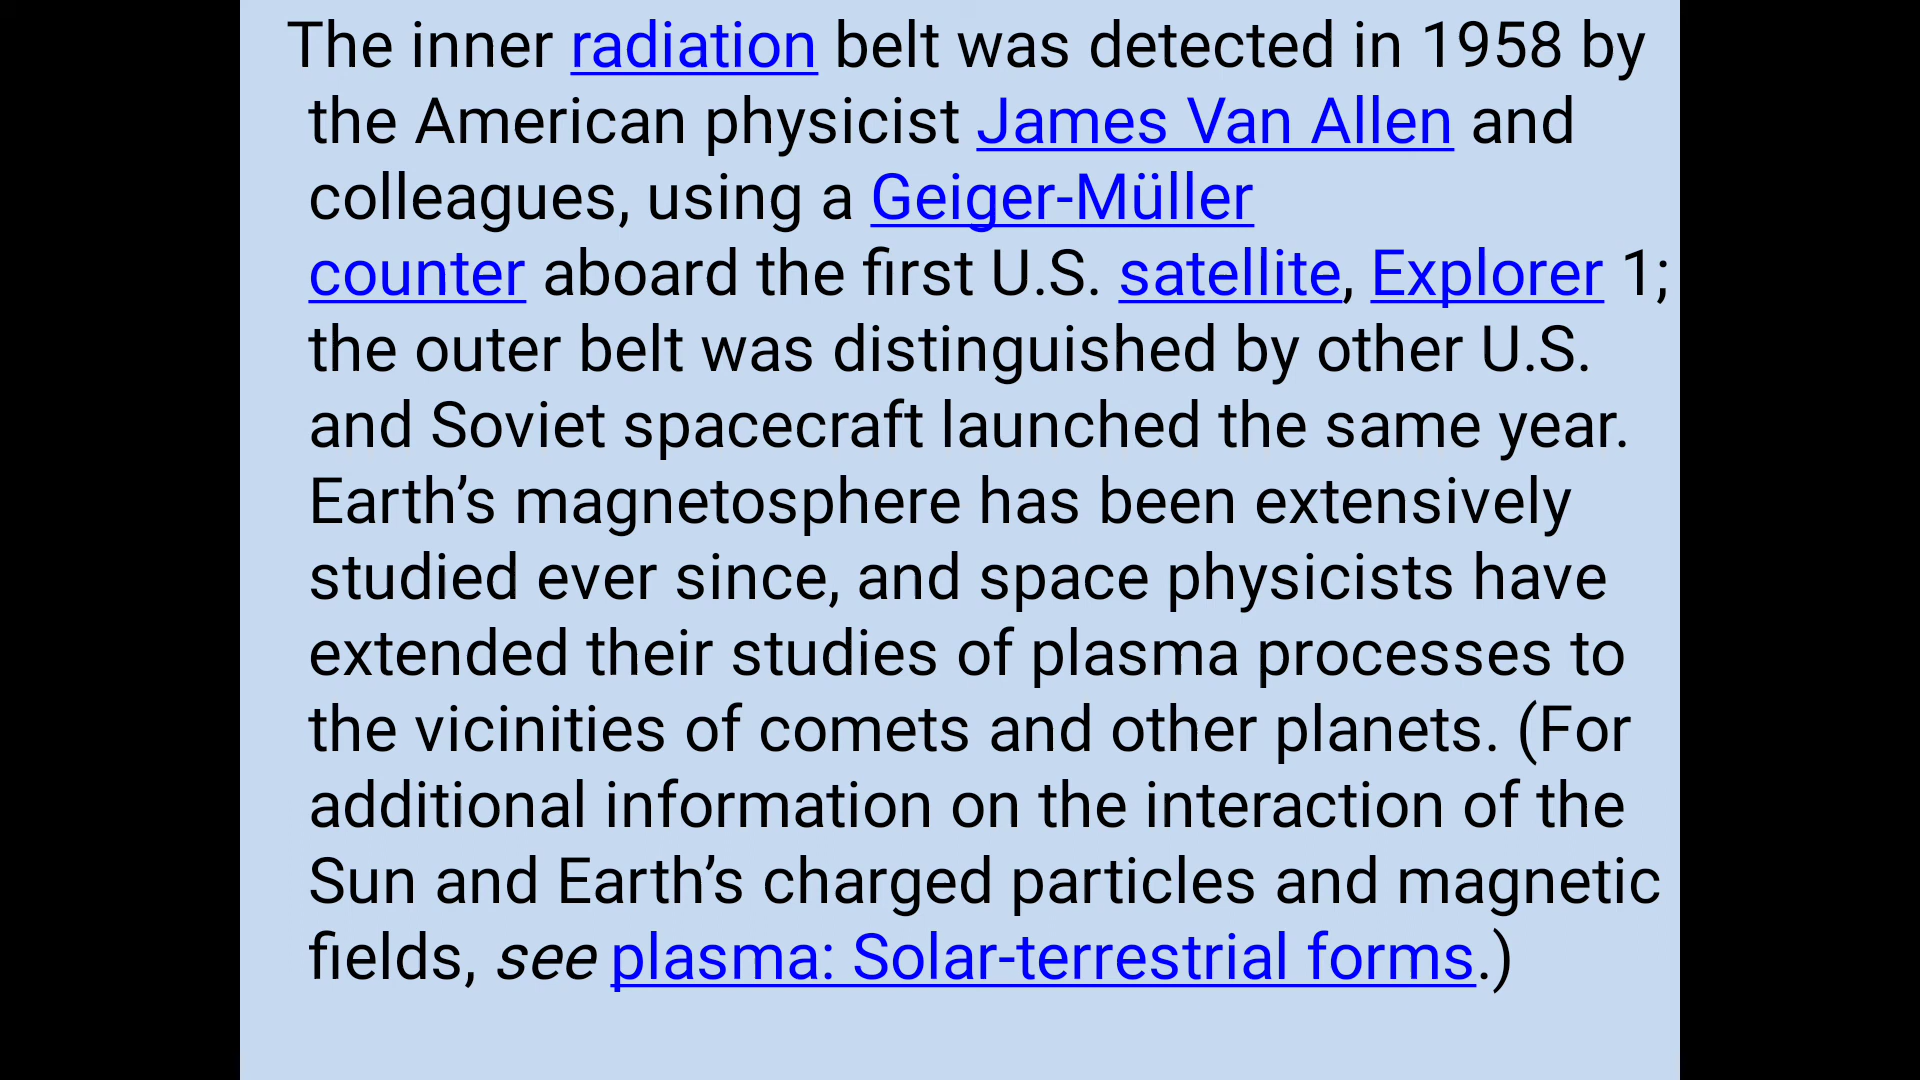 The inner radiation belt was detected in 1958 by
the American physicist James Van Allen and
colleagues, using a Geiger-Müller
counter aboard the first U.S. satellite, Explorer 1;
the outer belt was distinguished by other U.S.
and Soviet spacecraft launched the same year.
Earth’s magnetosphere has been extensively
studied ever since, and space physicists have
extended their studies of plasma processes to
the vicinities of comets and other planets. (For
additional information on the interaction of the
Sun and Earth’s charged particles and magnetic
fields, see plasma: Solar-terrestrial forms.)